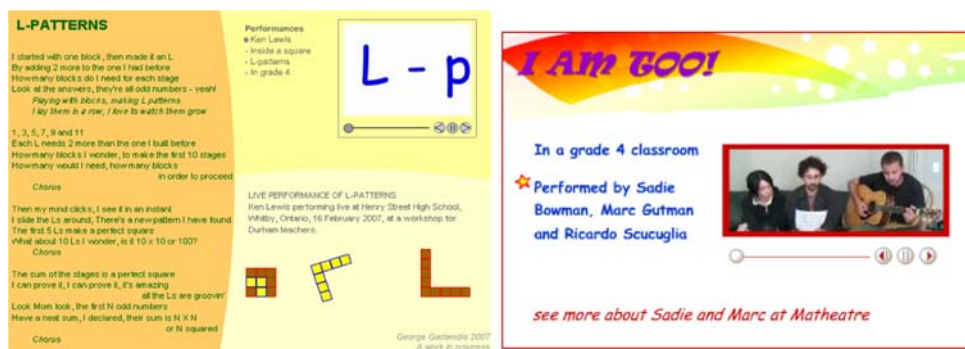 L-PATTERNS
I started with one block, then made it an L
By adding 2 more to the one I had before
How many blocks do I need for each stage
Look at the answers, they're all odd numbers - yeah!
Playing with blocks, making L patterns
I lay them in a row, I love to watch them grow
1, 3, 5, 7, 9 and 11
Each L needs 2 more than the one I built before
How many blocks I wonder, to make the first 10 stages
How many would I need, how many blocks
in order to proceed
Chorus
Then my mind clicks, I see it in an instant
I slide the Ls around, There's a new pattern I have found
The first 5 Ls make a perfect square
What about 10 Ls I wonder, is it 10 x 10 or 100?
Chorus
The sum of the stages is a perfect square
I can prove it, I can prove it, it's amazing
all the Ls are groovin'
Look Mom look, the first N odd numbers
Have a neat sum, I declared, their sum is N X N
or N squared
Chorus
Performances
Ken Lewis
- Inside a square
- L-patterns
- In grade 4
L - p
LIVE PERFORMANCE OF L-PATTERNS
Ken Lewis performing live at Henry Street High School,
Whitby, Ontario, 16 February 2007, at a workshop for
Durham teachers.
George Gadanidis 2007
A work in progress
I AM TOO!
In a grade 4 classroom
Performed by Sadie
Bowman, Marc Gutman
and Ricardo Scucuglia
see more about Sadie and Marc at Matheatre